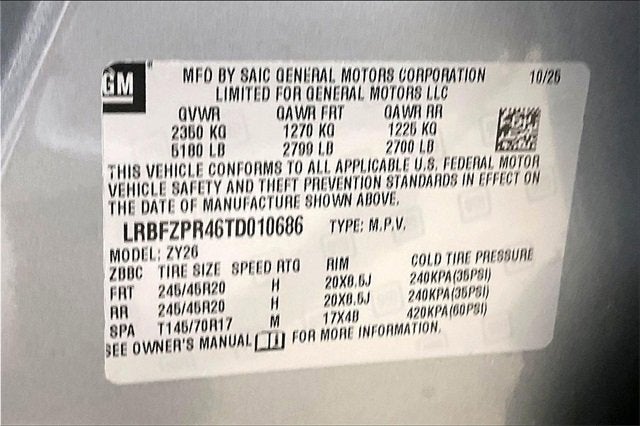 GM
MFD BY SAIC GENERAL MOTORS CORPORATION 10/25
LIMITED FOR GENERAL MOTORS LLC
GVWR GAWR FRT GAWR RR
2350 KG 1270 KG 1225 KG
5180 LB 2799 LB 2700 LB
THIS VEHICLE CONFORMS TO ALL APPLICABLE U.S. FEDERAL MOTOR
VEHICLE SAFETY AND THEFT PREVENTION STANDARDS IN EFFECT ON
THE DATE OF MANUFACTURE SHOWN ABOVE.
LRBFZPR46TD010686 TYPE: M.P.V.
MODEL: ZY26
ZBBC TIRE SIZE SPEED RTG RIM COLD TIRE PRESSURE
FRT 245/45R20 H 20X8.5J 240KPA(35PSI)
RR 245/45R20 H 20X8.5J 240KPA(35PSI)
SPA T145/70R17 M 17X4B 420KPA(60PSI)
SEE OWNER'S MANUAL FOR MORE INFORMATION.